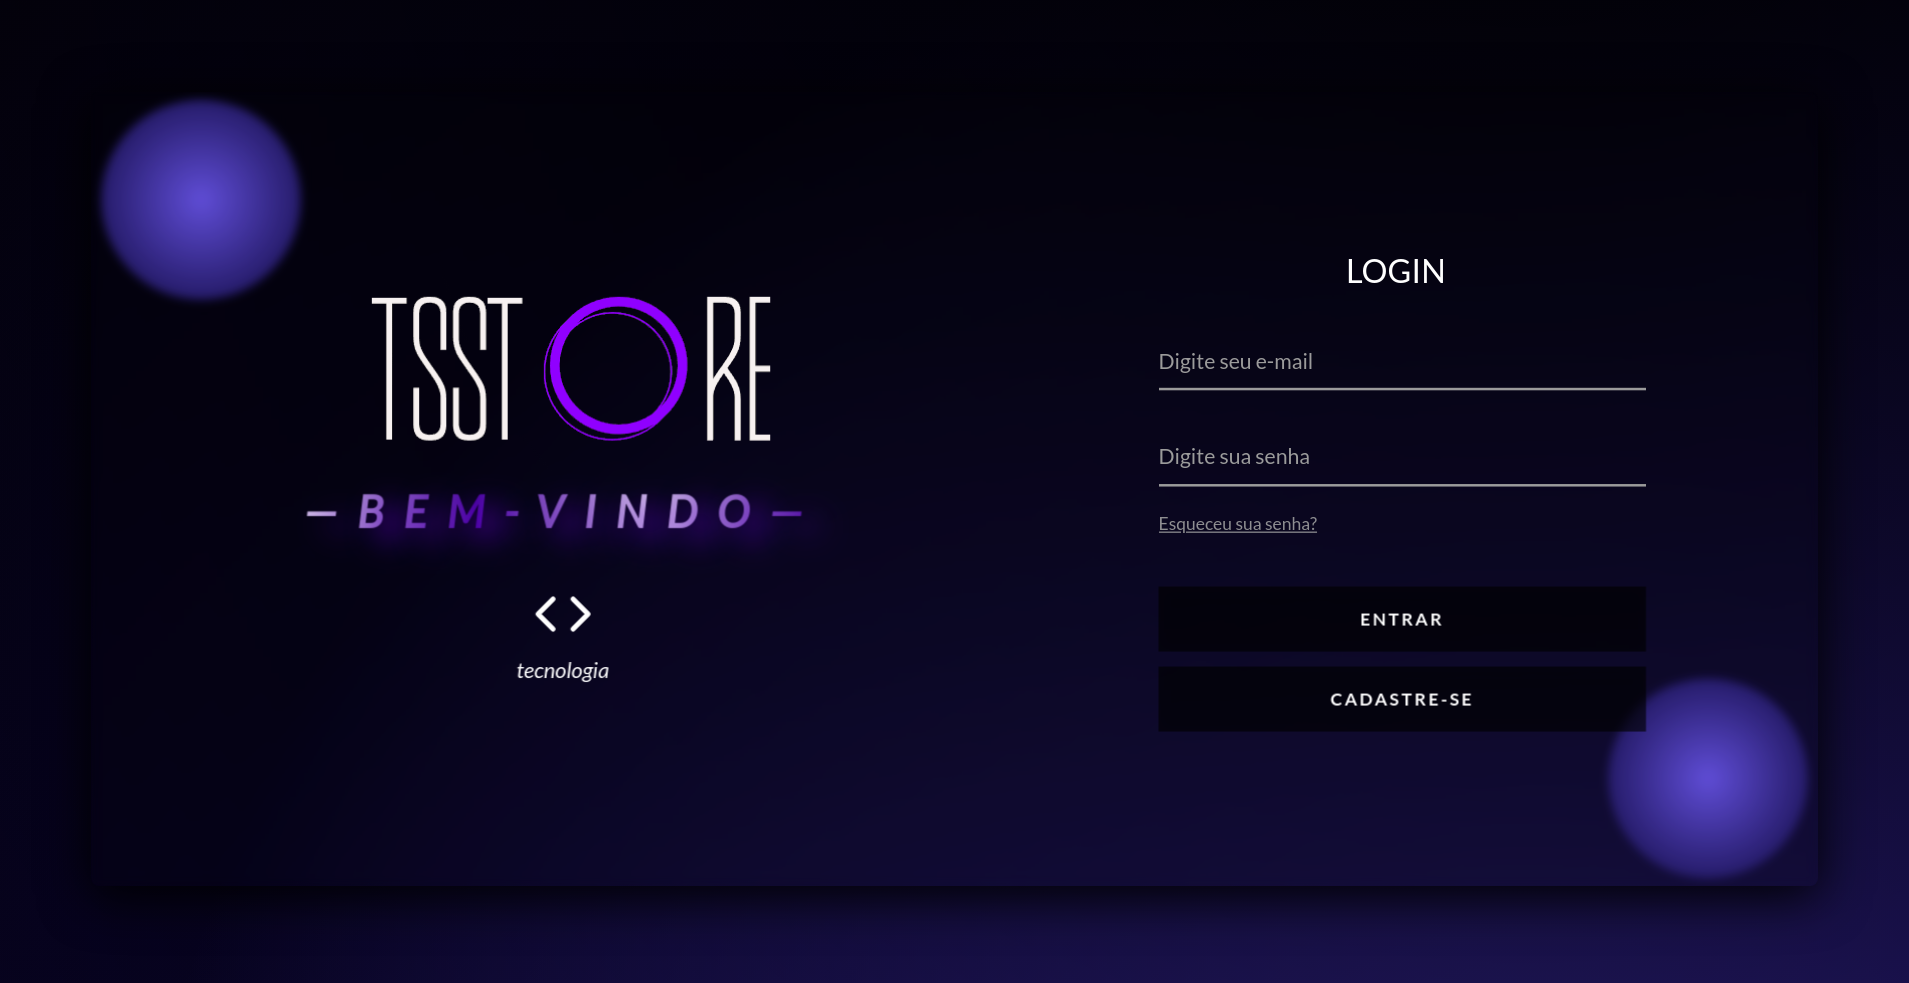 TSSTORE
— BEM-VINDO —
< >
tecnologia
LOGIN
Digite seu e-mail
Digite sua senha
Esqueceu sua senha?
ENTRAR
CADASTRE-SE